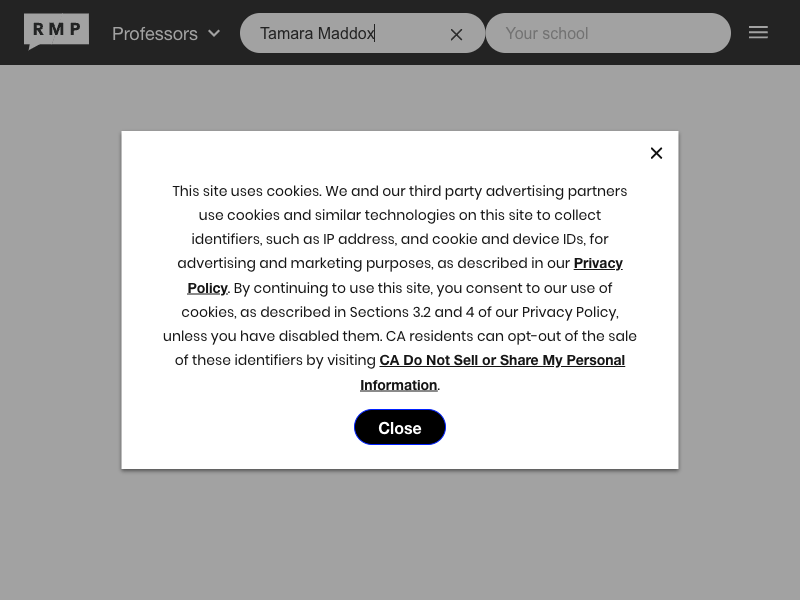 RMP
Professors
Tamara Maddox
Your school
This site uses cookies. We and our third party advertising partners
use cookies and similar technologies on this site to collect
identifiers, such as IP address, and cookie and device IDs, for
advertising and marketing purposes, as described in our Privacy
Policy. By continuing to use this site, you consent to our use of
cookies, as described in Sections 3.2 and 4 of our Privacy Policy,
unless you have disabled them. CA residents can opt-out of the sale
of these identifiers by visiting CA Do Not Sell or Share My Personal
Information.
Close